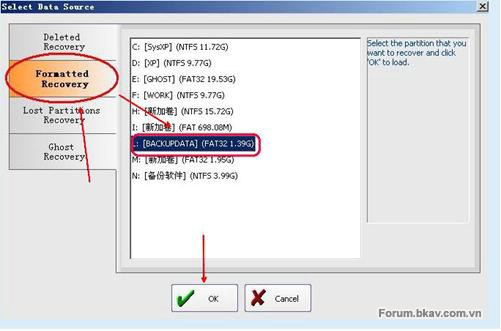 Select Data Source
Deleted
Recovery
Formatted
Recovery
Lost Partitions
Recovery
Ghost
Recovery
C: [SysXP] (NTFS 11.72G)
D: [XP] (NTFS 9.77G)
E: [GHOST] (FAT32 19.53G)
F: [WORK] (NTFS 9.77G)
H: [新加卷] (NTFS 15.72G)
I: [新加卷] (FAT 698.08M)
L: [BACKUPDATA] (FAT32 1.39G)
M: [新加卷] (FAT32 1.95G)
N: [备份软件] (NTFS 3.99G)
Select the partition that you
want to recover and click
'OK' to load.
OK
Cancel
Forum.bkav.com.vn